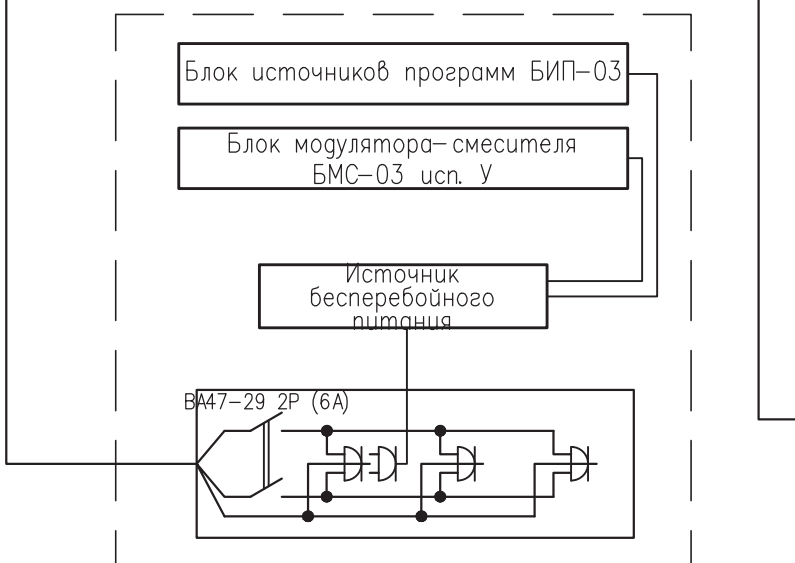 Блок источников программ БИП-03
Блок модулятора-смесителя
БМС-03 исп. У
Источник
бесперебойного
питания
ВА47-29 2Р (6А)